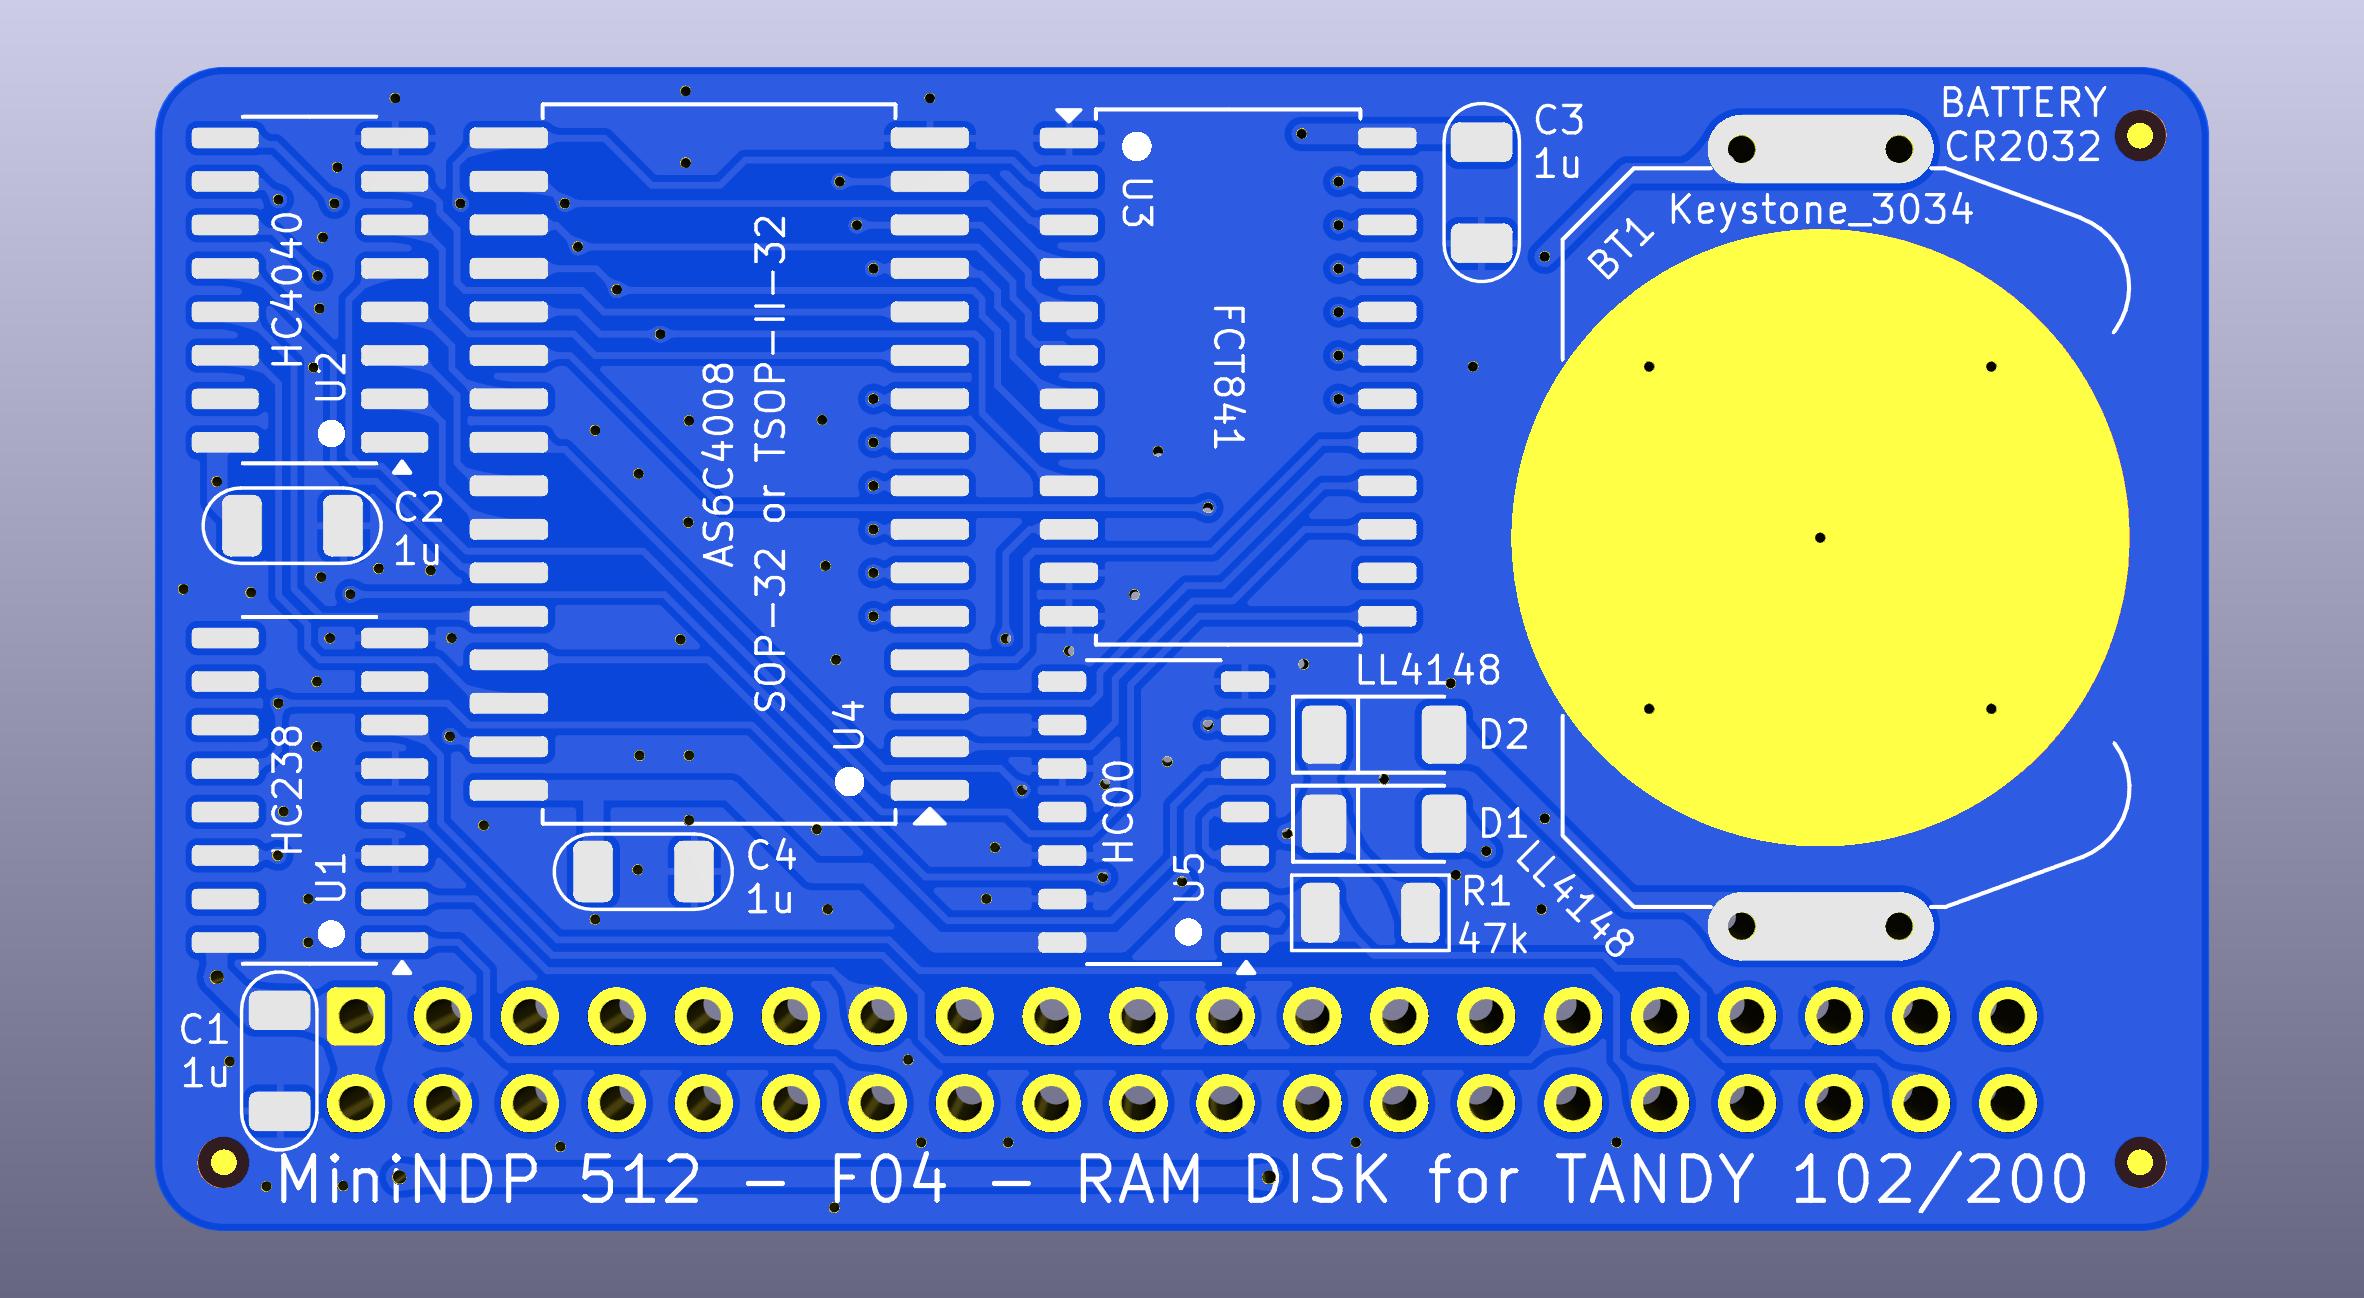 BATTERY
CR2032
Keystone_3034
BT1
C3
1u
U3
FCT841
HC4040
U2
AS6C4008
SOP-32 or TSOP-II-32
U4
C2
1u
HC238
U1
C4
1u
HC00
U5
LL4148
D2
D1
LL4148
R1
47k
C1
1u
MiniNDP 512 - F04 - RAM DISK for TANDY 102/200